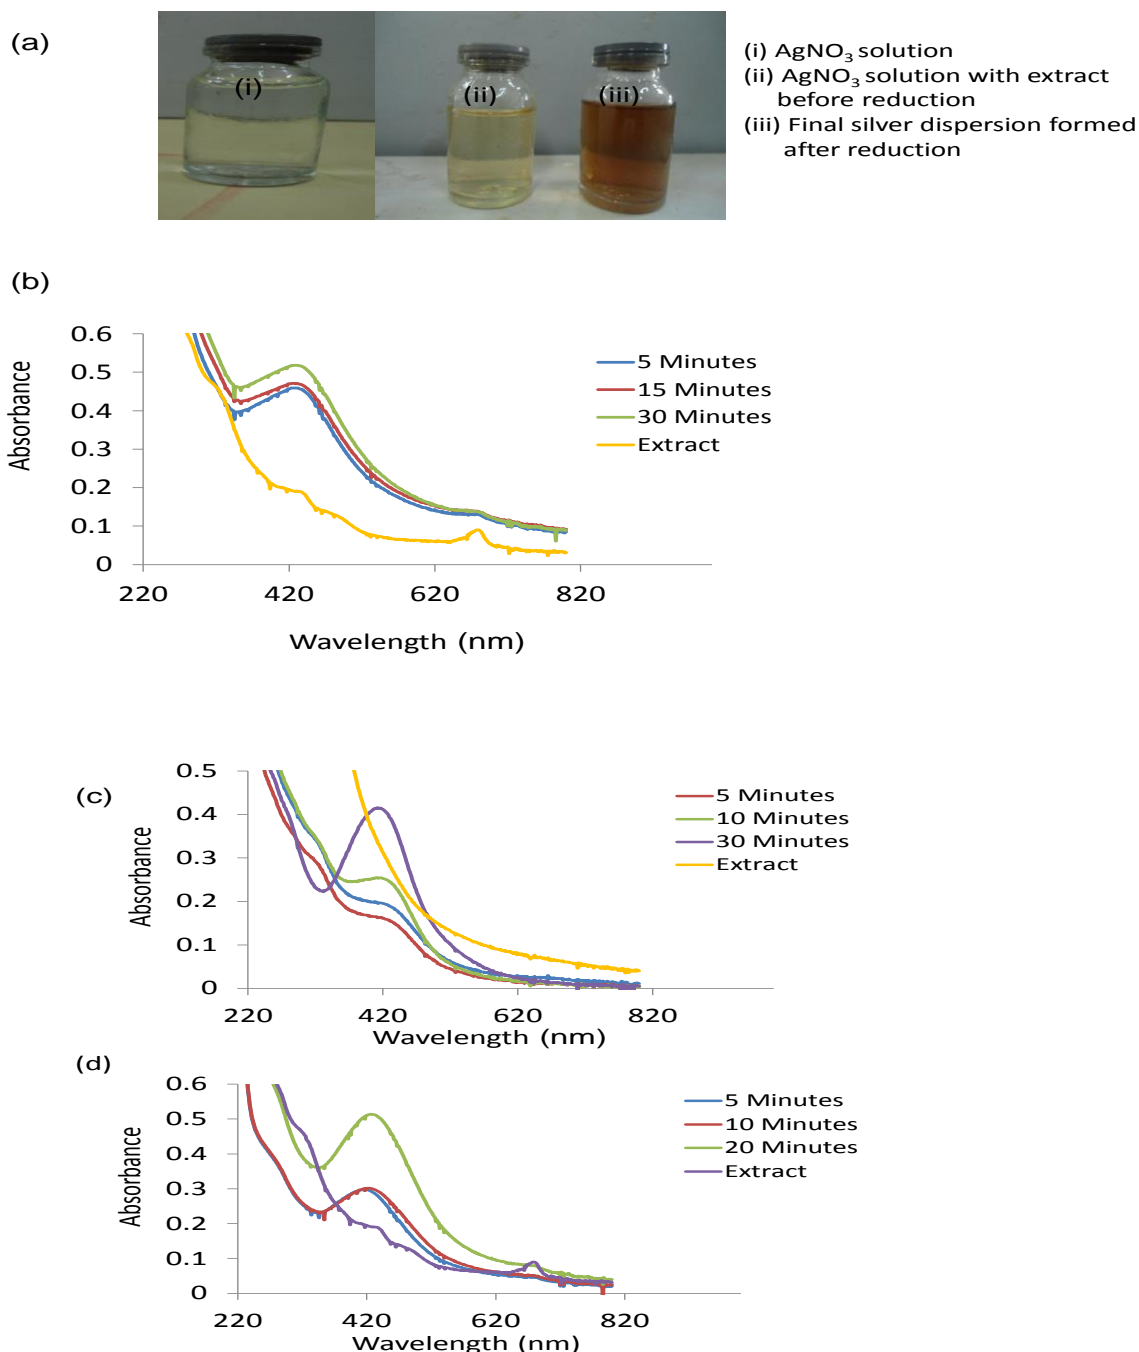 (a)
(i)
(ii)
(iii)
(i) AgNO₃ solution
(ii) AgNO₃ solution with extract
before reduction
(iii) Final silver dispersion formed
after reduction
(b)
0.6
0.5
0.4
0.3
0.2
0.1
0
Absorbance
220
420
620
820
Wavelength (nm)
5 Minutes
15 Minutes
30 Minutes
Extract
(c)
0.5
0.4
0.3
0.2
0.1
0
Absorbance
220
420
620
820
Wavelength (nm)
5 Minutes
10 Minutes
30 Minutes
Extract
(d)
0.6
0.5
0.4
0.3
0.2
0.1
0
Absorbance
220
420
620
820
Wavelength (nm)
5 Minutes
10 Minutes
20 Minutes
Extract